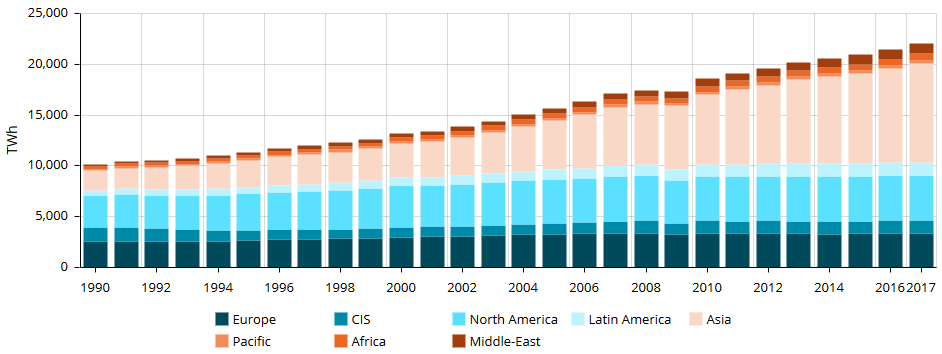 25,000
20,000
15,000
10,000
5,000
0
TWh
1990 1992 1994 1996 1998 2000 2002 2004 2006 2008 2010 2012 2014 2016 2017
Europe CIS North America Latin America Asia
Pacific Africa Middle-East